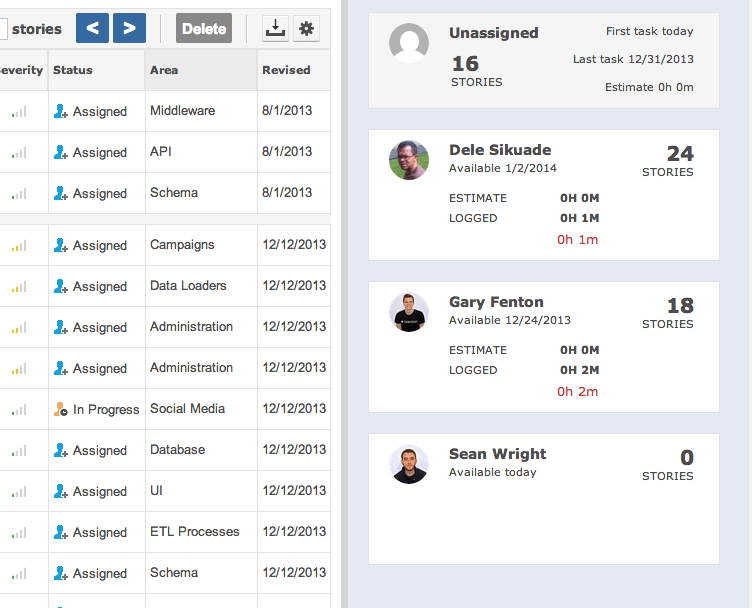 stories < > Delete
everity Status Area Revised
Assigned Middleware 8/1/2013
Assigned API 8/1/2013
Assigned Schema 8/1/2013
Assigned Campaigns 12/12/2013
Assigned Data Loaders 12/12/2013
Assigned Administration 12/12/2013
Assigned Administration 12/12/2013
In Progress Social Media 12/12/2013
Assigned Database 12/12/2013
Assigned UI 12/12/2013
Assigned ETL Processes 12/12/2013
Assigned Schema 12/12/2013
Unassigned First task today
16 Last task 12/31/2013
STORIES Estimate 0h 0m
Dele Sikuade 24
Available 1/2/2014 STORIES
ESTIMATE 0H 0M
LOGGED 0H 1M
0h 1m
Gary Fenton 18
Available 12/24/2013 STORIES
ESTIMATE 0H 0M
LOGGED 0H 2M
0h 2m
Sean Wright 0
Available today STORIES